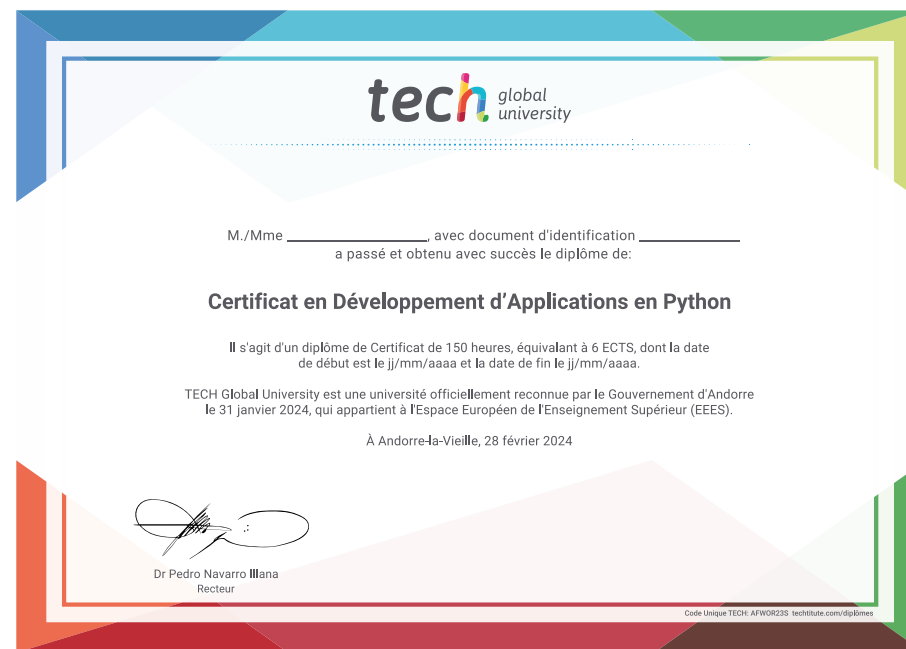 tech global university
M./Mme ____________, avec document d'identification ____________
a passé et obtenu avec succès le diplôme de:
Certificat en Développement d'Applications en Python
Il s'agit d'un diplôme de Certificat de 150 heures, équivalant à 6 ECTS, dont la date
de début est le jj/mm/aaaa et la date de fin le jj/mm/aaaa.
TECH Global University est une université officiellement reconnue par le Gouvernement d'Andorre
le 31 janvier 2024, qui appartient à l'Espace Européen de l'Enseignement Supérieur (EEES).
À Andorre-la-Vieille, 28 février 2024
Dr Pedro Navarro Illana
Recteur
Code Unique TECH: AFWOR23S techtitute.com/diplômes